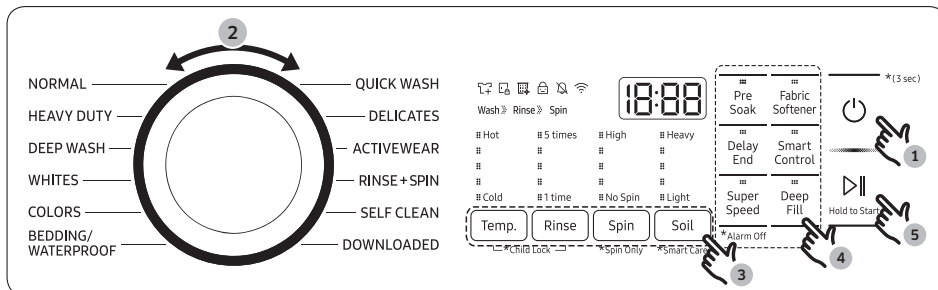 2
NORMAL
HEAVY DUTY
DEEP WASH
WHITES
COLORS
BEDDING/
WATERPROOF
QUICK WASH
DELICATES
ACTIVEWEAR
RINSE+SPIN
SELF CLEAN
DOWNLOADED
18:88
Wash》 Rinse》 Spin
Hot 5 times High Heavy
Cold 1 time No Spin Light
Temp. Rinse Spin Soil
*Child Lock *Spin Only *Smart Care
3
Pre
Soak
Fabric
Softener
Delay
End
Smart
Control
Super
Speed
Deep
Fill
*Alarm Off
4
*(3 sec)
1
Hold to Start
5